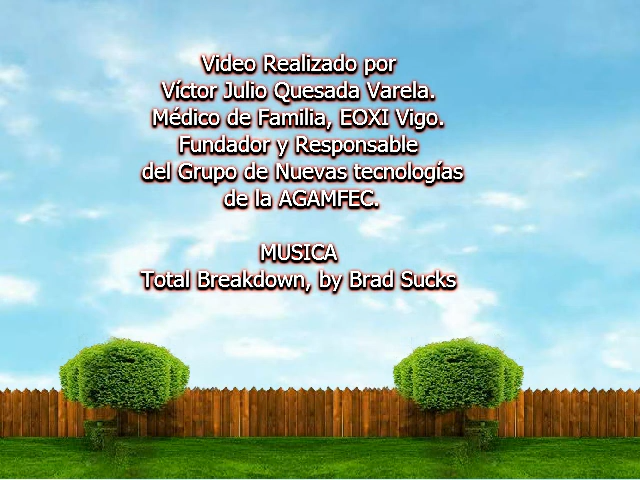 Video Realizado por
Víctor Julio Quesada Varela.
Médico de Familia, EOXI Vigo.
Fundador y Responsable
del Grupo de Nuevas tecnologías
de la AGAMFEC.
MUSICA
Total Breakdown, by Brad Sucks